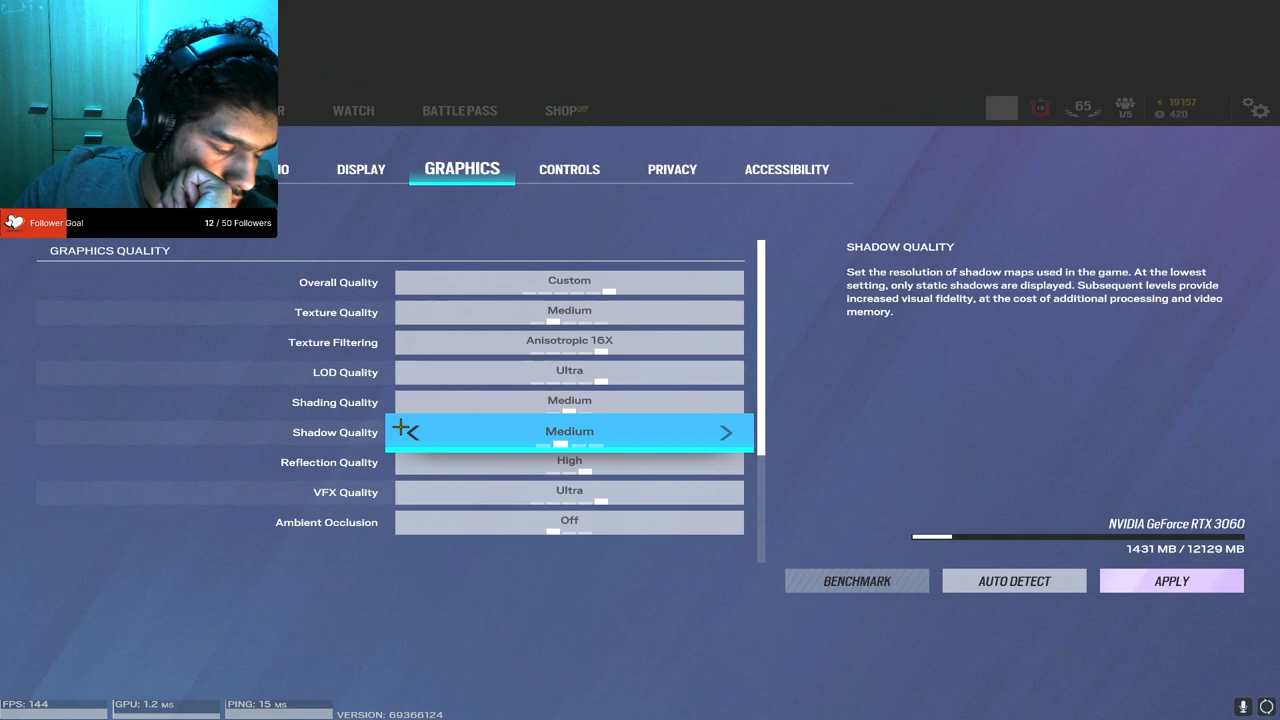 WATCH
BATTLE PASS
SHOP
65
1/5
19 157
420
DISPLAY
GRAPHICS
CONTROLS
PRIVACY
ACCESSIBILITY
Follower Goal
12 / 50 Followers
GRAPHICS QUALITY
Overall Quality
Custom
Texture Quality
Medium
Texture Filtering
Anisotropic 16X
LOD Quality
Ultra
Shading Quality
Medium
Shadow Quality
Medium
Reflection Quality
High
VFX Quality
Ultra
Ambient Occlusion
Off
SHADOW QUALITY
Set the resolution of shadow maps used in the game. At the lowest
setting, only static shadows are displayed. Subsequent levels provide
increased visual fidelity, at the cost of additional processing and video
memory.
NVIDIA GeForce RTX 3060
1431 MB / 12129 MB
BENCHMARK
AUTO DETECT
APPLY
FPS: 144
GPU: 1.2 MS
PING: 15 MS
VERSION: 69366124